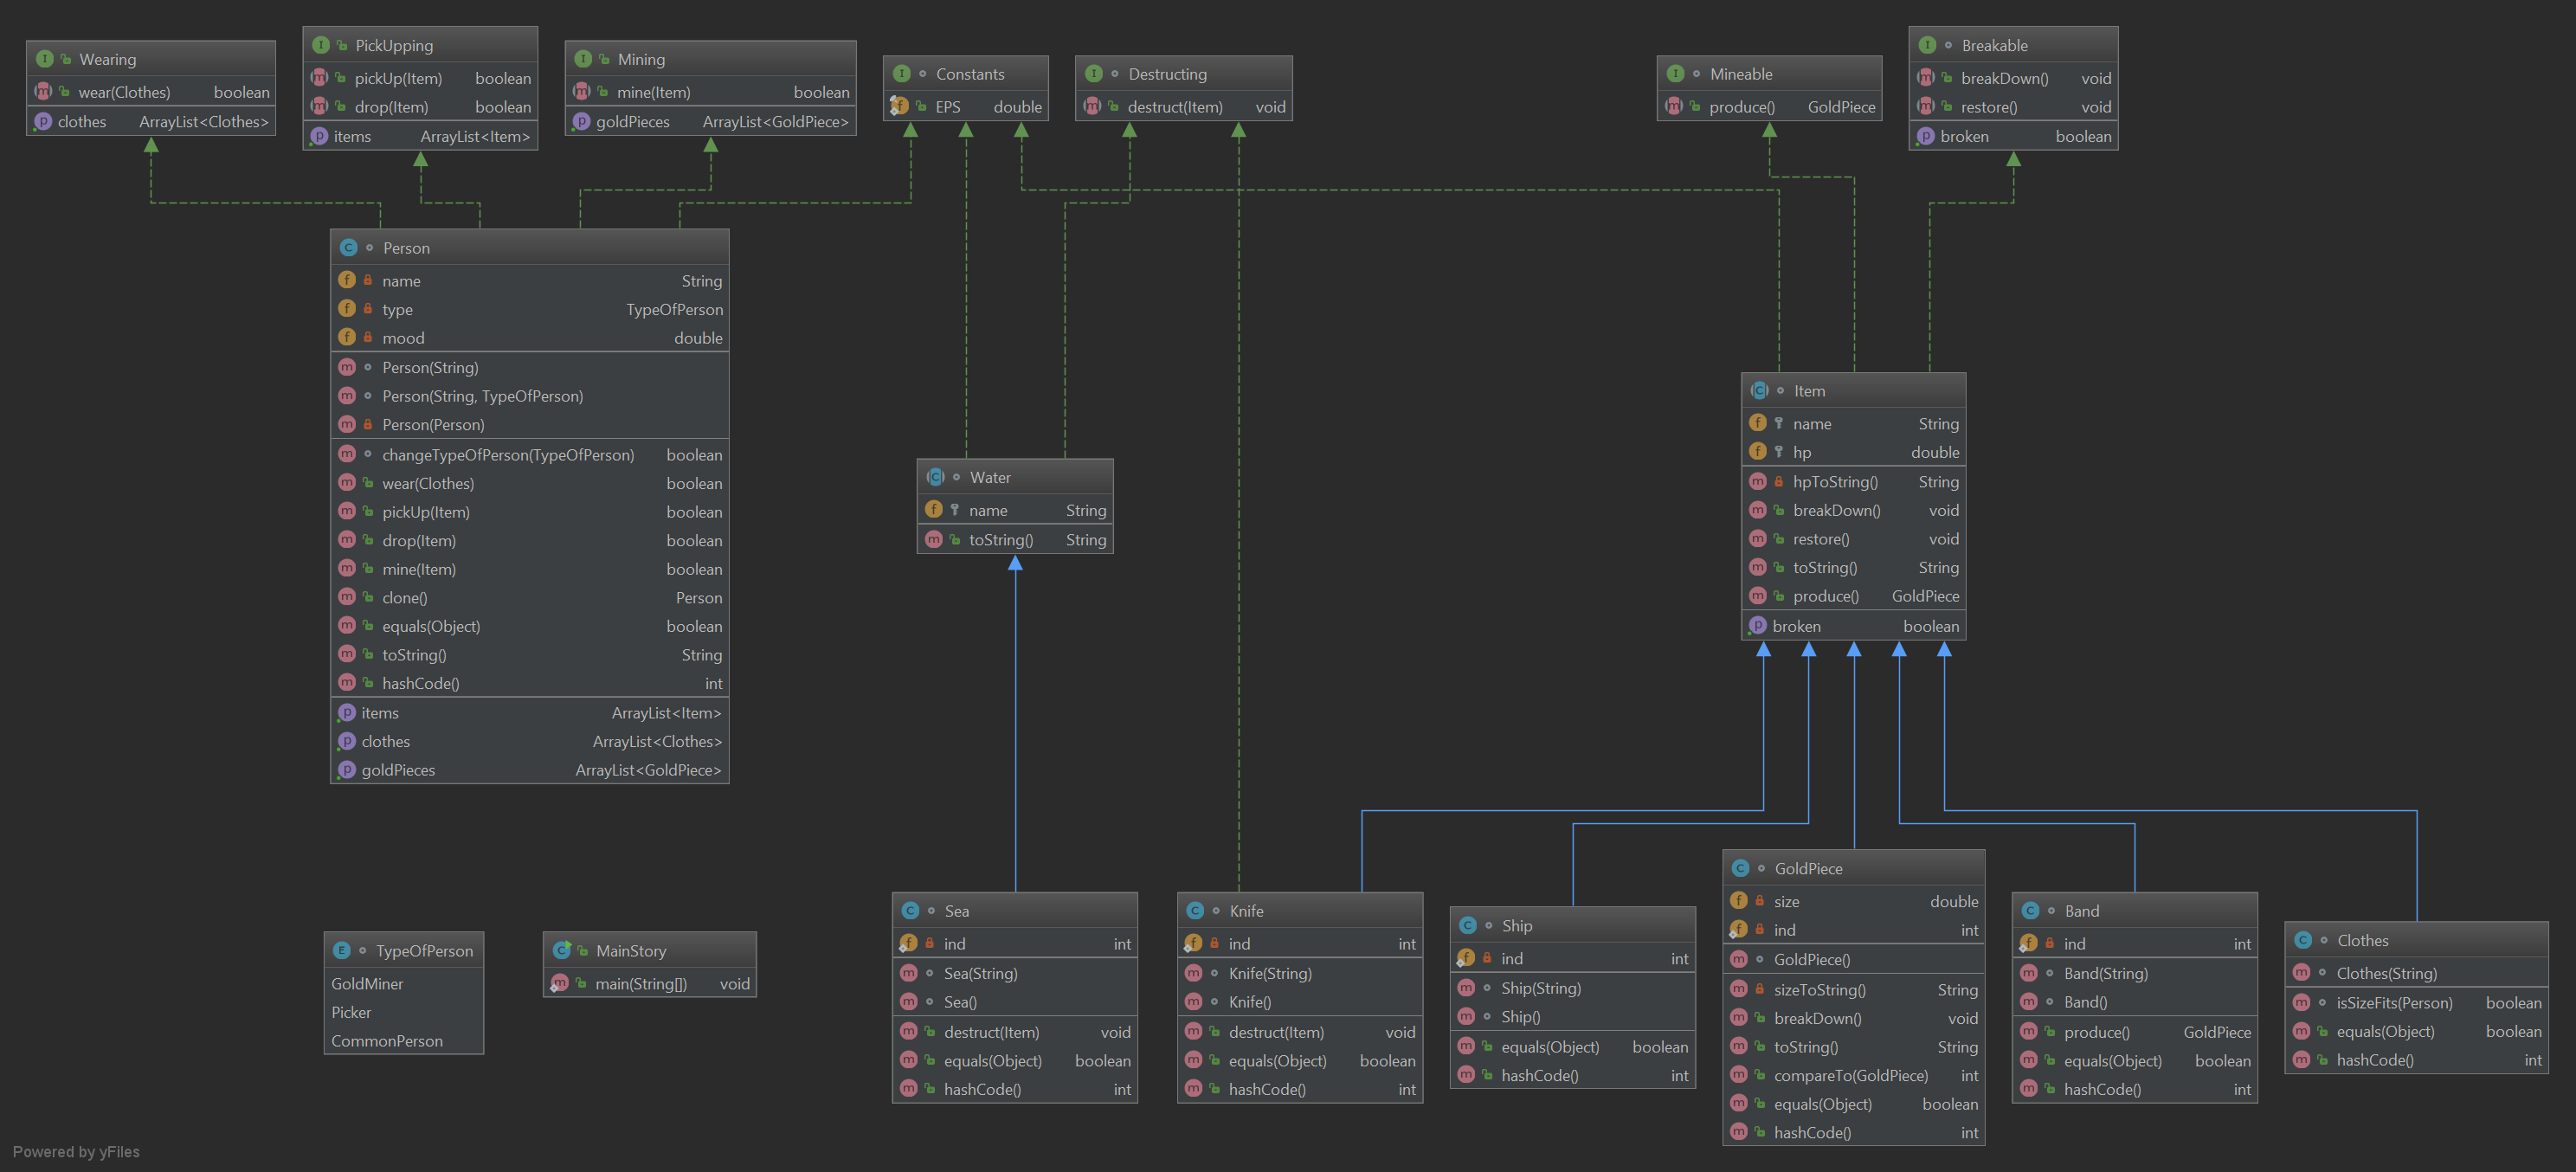 Wearing
wear(Clothes) boolean
clothes ArrayList<Clothes>
PickUpping
pickUp(Item) boolean
drop(Item) boolean
items ArrayList<Item>
Mining
mine(Item) boolean
goldPieces ArrayList<GoldPiece>
Constants
EPS double
Destructing
destruct(Item) void
Mineable
produce() GoldPiece
Breakable
breakDown() void
restore() void
broken boolean
Person
name String
type TypeOfPerson
mood double
Person(String)
Person(String, TypeOfPerson)
Person(Person)
changeTypeOfPerson(TypeOfPerson) boolean
wear(Clothes) boolean
pickUp(Item) boolean
drop(Item) boolean
mine(Item) boolean
clone() Person
equals(Object) boolean
toString() String
hashCode() int
items ArrayList<Item>
clothes ArrayList<Clothes>
goldPieces ArrayList<GoldPiece>
Water
name String
toString() String
Item
name String
hp double
hpToString() String
breakDown() void
restore() void
toString() String
produce() GoldPiece
broken boolean
TypeOfPerson
GoldMiner
Picker
CommonPerson
MainStory
main(String[]) void
Sea
ind int
Sea(String)
Sea()
destruct(Item) void
equals(Object) boolean
hashCode() int
Knife
ind int
Knife(String)
Knife()
destruct(Item) void
equals(Object) boolean
hashCode() int
Ship
ind int
Ship(String)
Ship()
equals(Object) boolean
hashCode() int
GoldPiece
size double
ind int
GoldPiece()
sizeToString() String
breakDown() void
toString() String
compareTo(GoldPiece) int
equals(Object) boolean
hashCode() int
Band
ind int
Band(String)
Band()
produce() GoldPiece
equals(Object) boolean
hashCode() int
Clothes
Clothes(String)
isSizeFits(Person) boolean
equals(Object) boolean
hashCode() int
Powered by yFiles